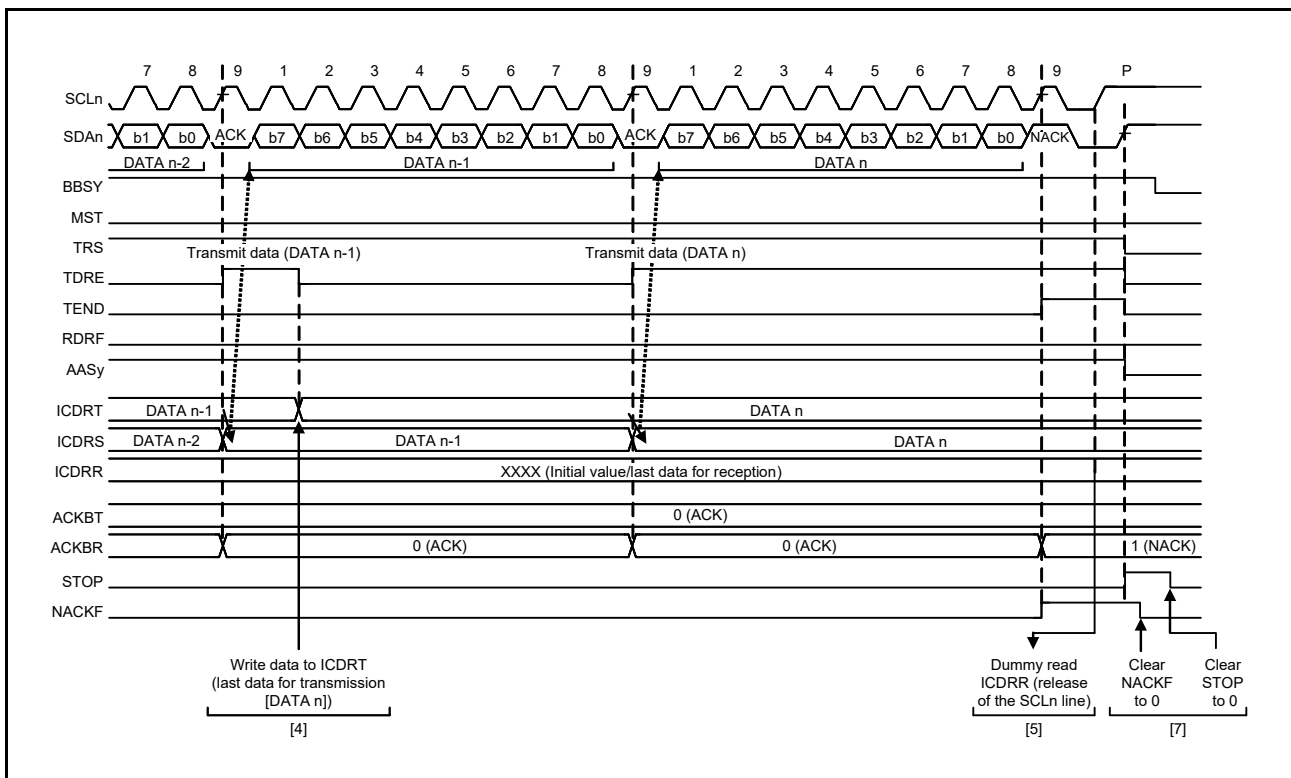 7 8 9 1 2 3 4 5 6 7 8 9 1 2 3 4 5 6 7 8 9 P
SCLn
SDAn b1 b0 ACK b7 b6 b5 b4 b3 b2 b1 b0 ACK b7 b6 b5 b4 b3 b2 b1 b0 NACK
DATA n-2 DATA n-1 DATA n
BBSY
MST
TRS
Transmit data (DATA n-1) Transmit data (DATA n)
TDRE
TEND
RDRF
AASy
ICDRT DATA n-1 DATA n
ICDRS DATA n-2 DATA n-1 DATA n
ICDRR XXXX (Initial value/last data for reception)
ACKBT 0 (ACK)
ACKBR 0 (ACK) 0 (ACK) 1 (NACK)
STOP
NACKF
Write data to ICDRT
(last data for transmission
[DATA n])
[4]
Dummy read
ICDRR (release
of the SCLn line)
[5]
Clear
NACKF
to 0
Clear
STOP
to 0
[7]